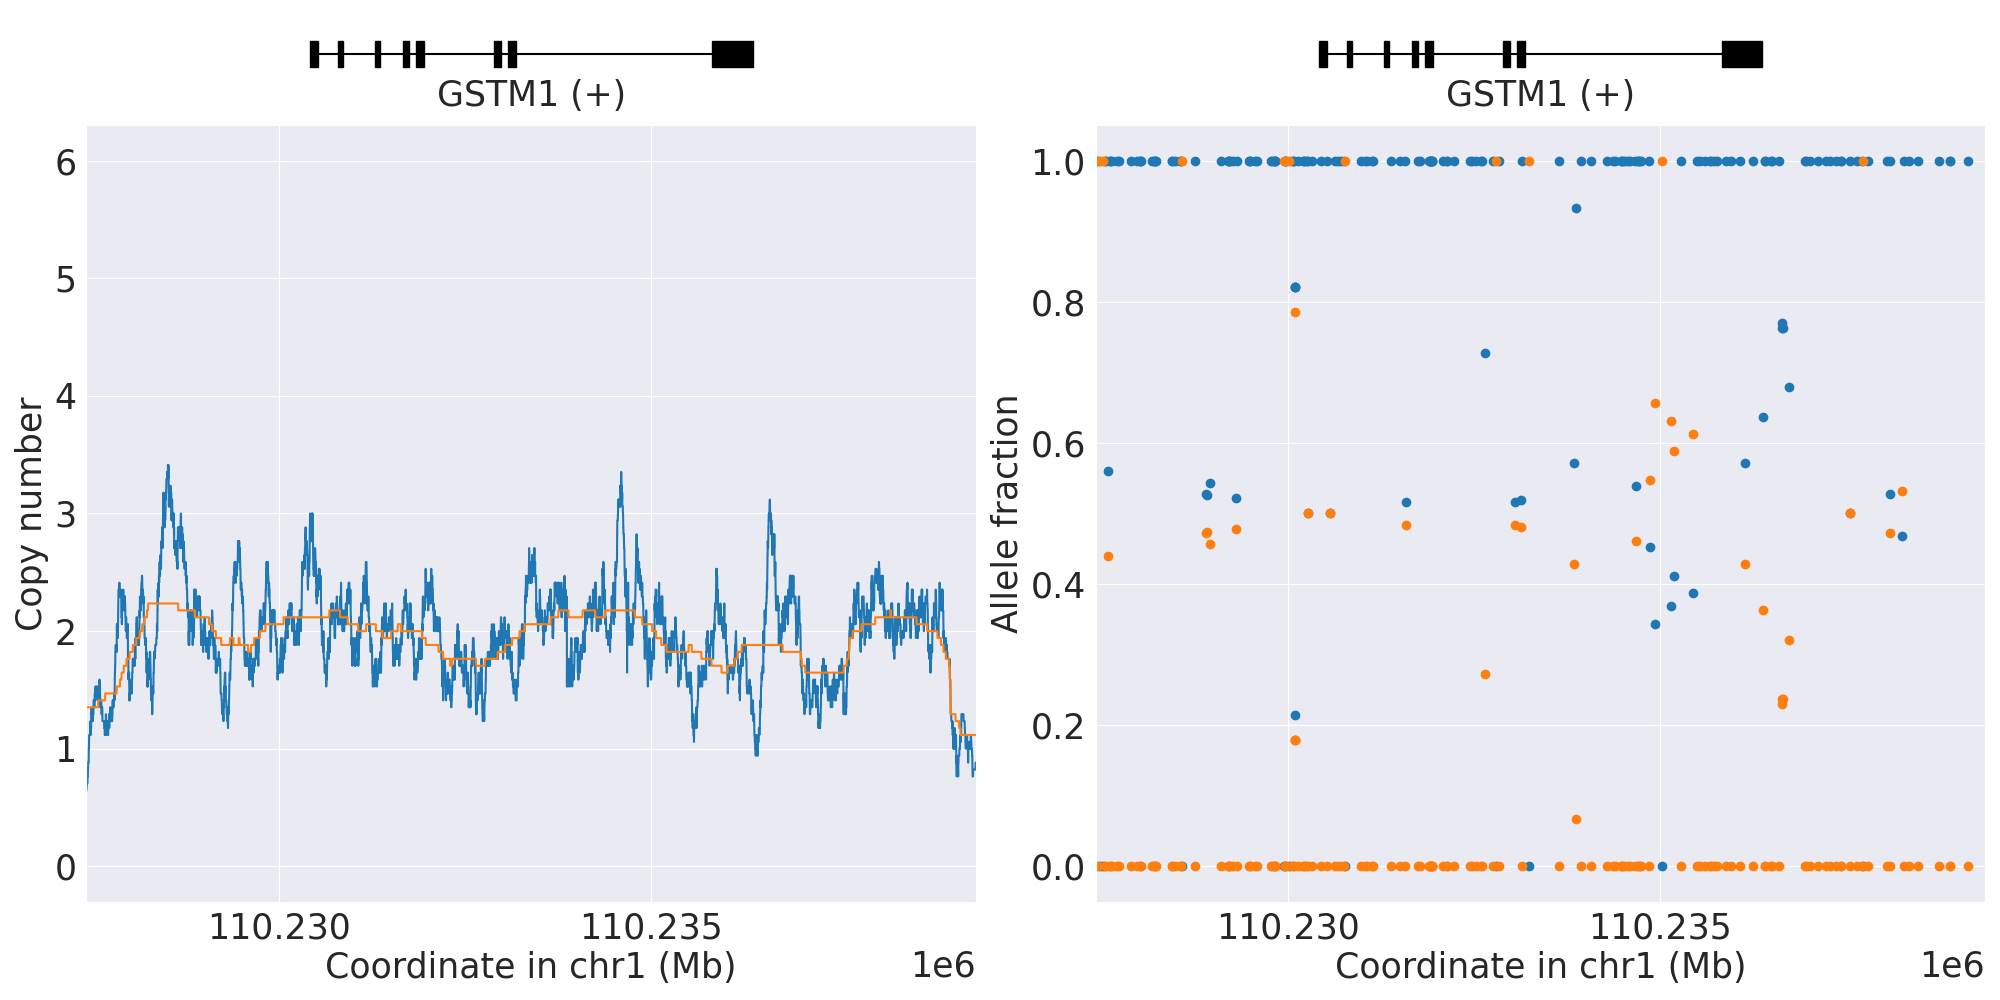 GSTM1 (+)
6
5
4
3
2
1
0
Copy number
110.230
110.235
Coordinate in chr1 (Mb)
1e6
GSTM1 (+)
1.0
0.8
0.6
0.4
0.2
0.0
Allele fraction
110.230
110.235
Coordinate in chr1 (Mb)
1e6